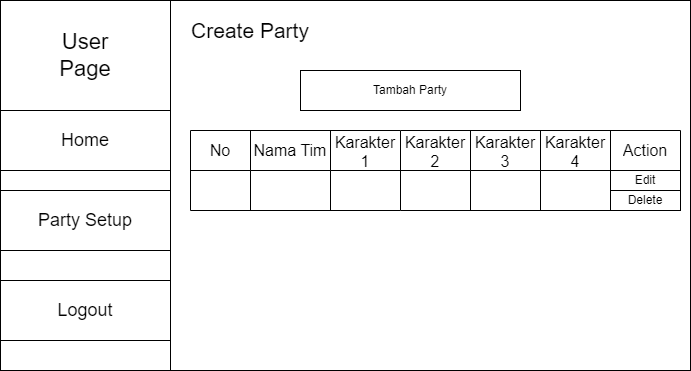 User
Page
Home
Party Setup
Logout
Create Party
Tambah Party
No
Nama Tim
Karakter
1
Karakter
2
Karakter
3
Karakter
4
Action
Edit
Delete